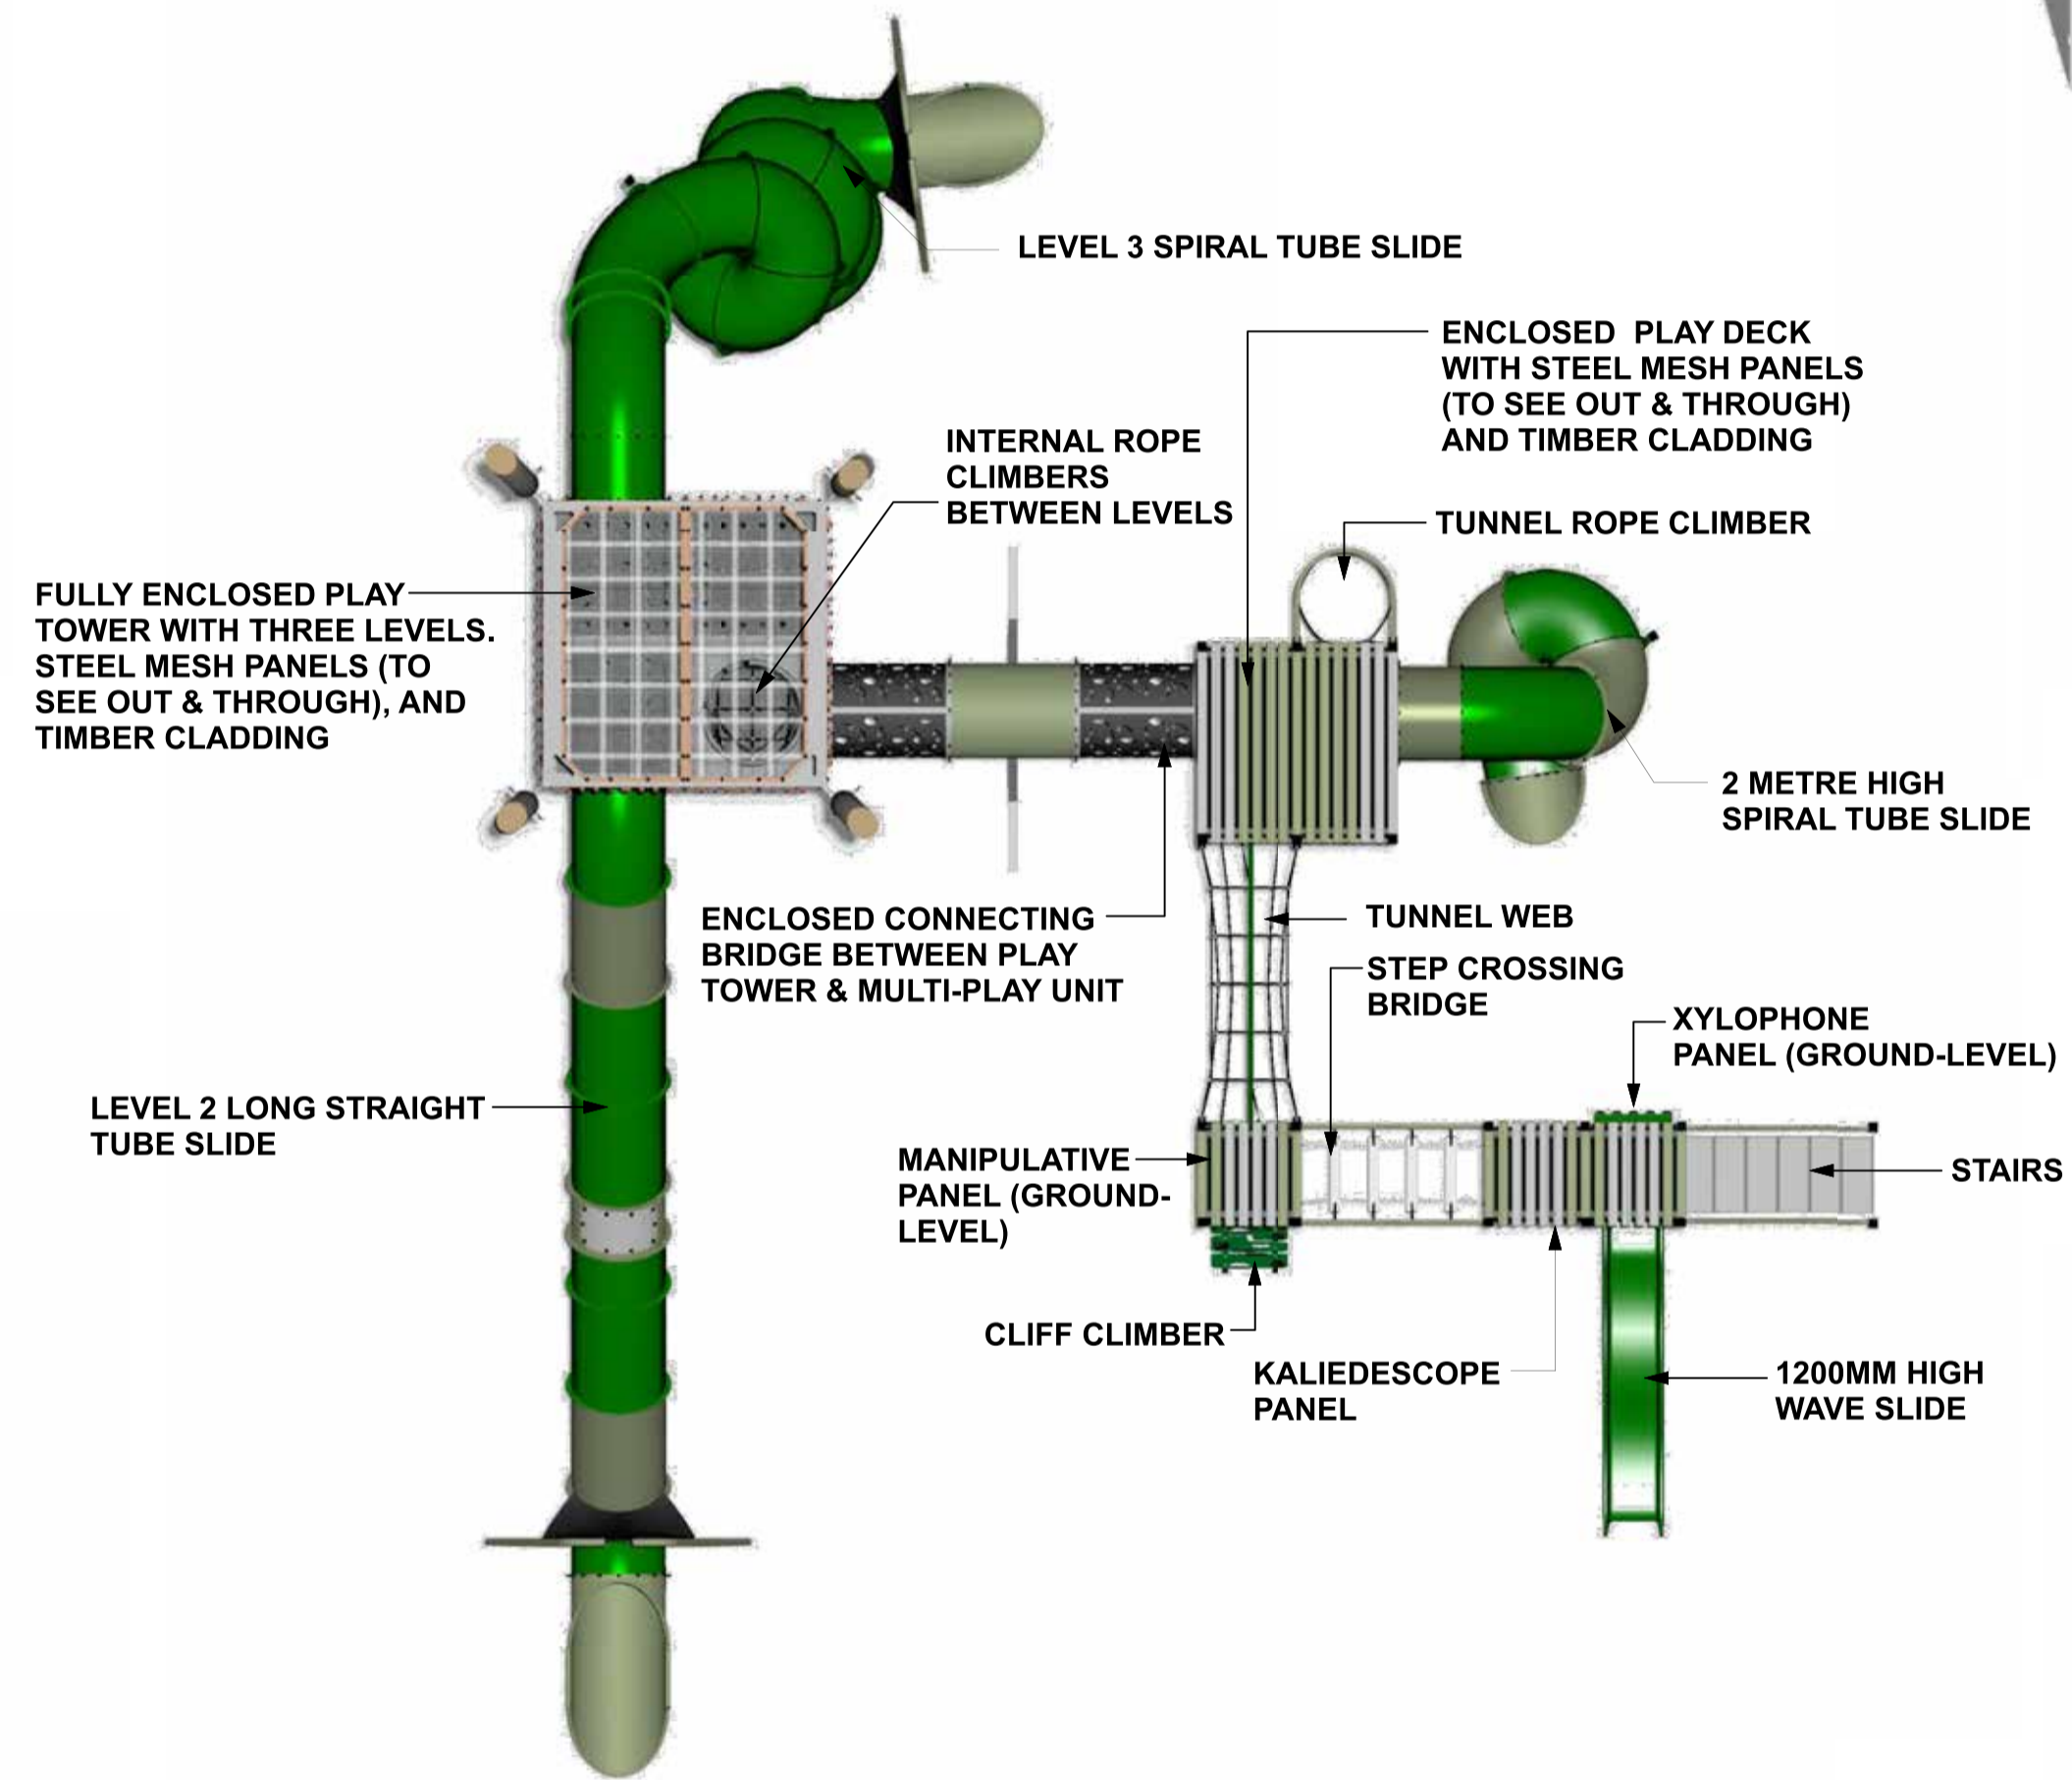 LEVEL 3 SPIRAL TUBE SLIDE
ENCLOSED  PLAY DECK
WITH STEEL MESH PANELS
(TO SEE OUT & THROUGH)
AND TIMBER CLADDING
INTERNAL ROPE
CLIMBERS
BETWEEN LEVELS
TUNNEL ROPE CLIMBER
FULLY ENCLOSED PLAY
TOWER WITH THREE LEVELS.
STEEL MESH PANELS (TO
SEE OUT & THROUGH), AND
TIMBER CLADDING
2 METRE HIGH
SPIRAL TUBE SLIDE
ENCLOSED CONNECTING
BRIDGE BETWEEN PLAY
TOWER & MULTI-PLAY UNIT
TUNNEL WEB
STEP CROSSING
BRIDGE
XYLOPHONE
PANEL (GROUND-LEVEL)
LEVEL 2 LONG STRAIGHT
TUBE SLIDE
MANIPULATIVE
PANEL (GROUND-
LEVEL)
STAIRS
CLIFF CLIMBER
KALIEDESCOPE
PANEL
1200MM HIGH
WAVE SLIDE